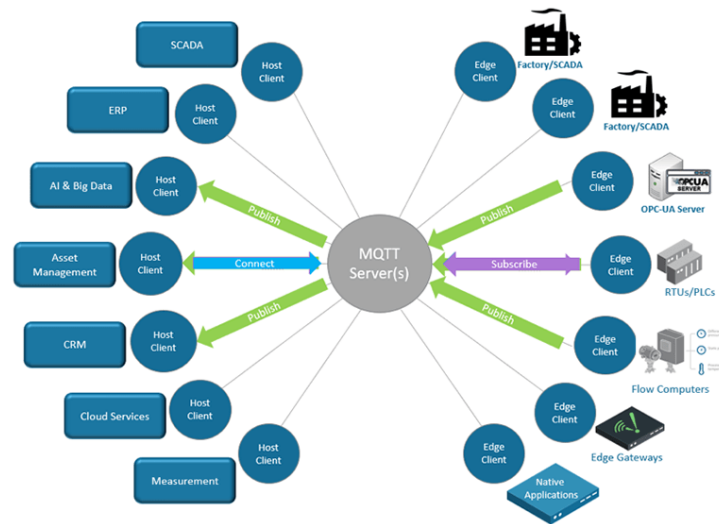 SCADA
Host
Client
Edge
Client
Factory/SCADA
ERP
Host
Client
Edge
Client
Factory/SCADA
AI & Big Data
Host
Client
Publish
Publish
Edge
Client
OPCUA
SERVER
OPC-UA Server
Asset
Management
Host
Client
Connect
MQTT
Server(s)
Subscribe
Edge
Client
RTUs/PLCs
CRM
Host
Client
Publish
Publish
Edge
Client
Flow Computers
Cloud Services
Host
Client
Edge
Client
Edge Gateways
Measurement
Host
Client
Edge
Client
Native
Applications